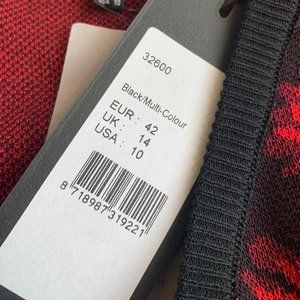 32600
Black/Multi-Colour
EUR : 42
UK : 14
USA : 10
8 718987 319221